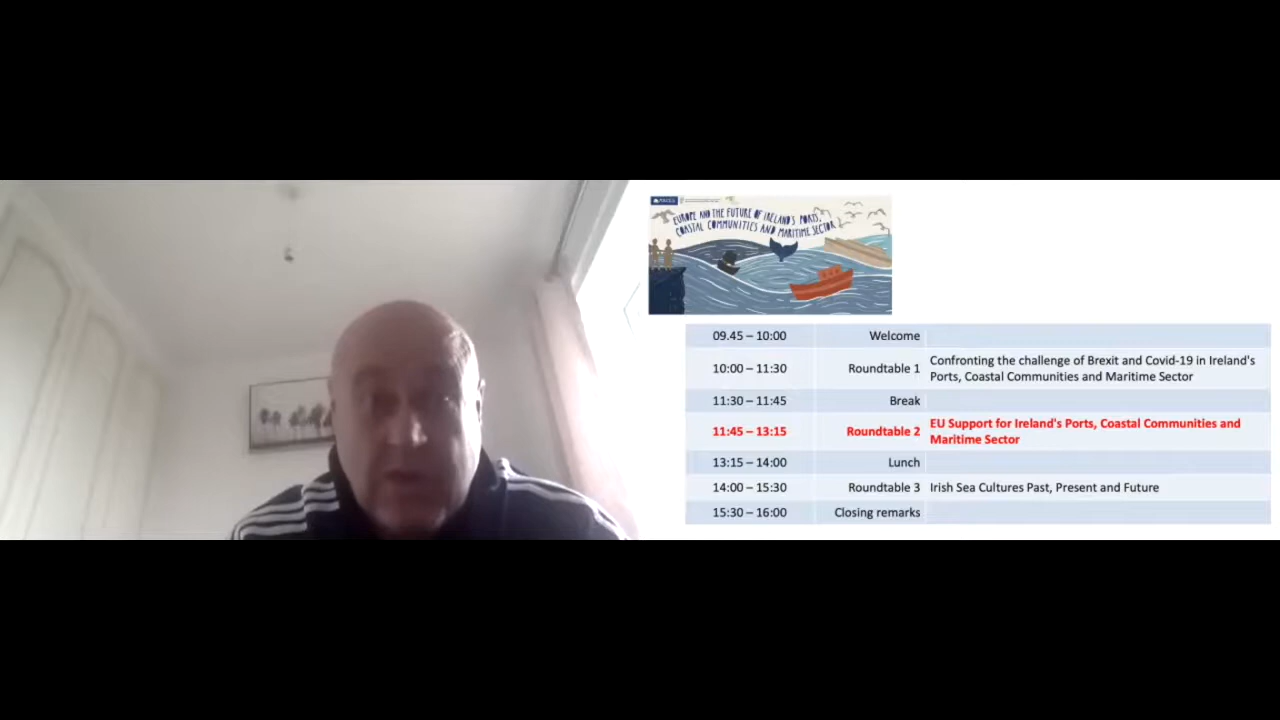 EUROPE AND THE FUTURE OF IRELAND'S PORTS,
COASTAL COMMUNITIES AND MARITIME SECTOR
09.45 – 10:00 Welcome
10:00 – 11:30 Roundtable 1 Confronting the challenge of Brexit and Covid-19 in Ireland's
Ports, Coastal Communities and Maritime Sector
11:30 – 11:45 Break
11:45 – 13:15 Roundtable 2 EU Support for Ireland's Ports, Coastal Communities and
Maritime Sector
13:15 – 14:00 Lunch
14:00 – 15:30 Roundtable 3 Irish Sea Cultures Past, Present and Future
15:30 – 16:00 Closing remarks